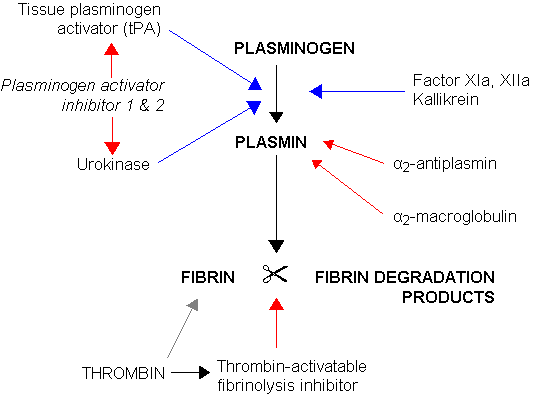 Tissue plasminogen
activator (tPA)
PLASMINOGEN
Plasminogen activator
inhibitor 1 & 2
Factor XIa, XIIa
Kallikrein
Urokinase
PLASMIN
α2-antiplasmin
α2-macroglobulin
FIBRIN
FIBRIN DEGRADATION
PRODUCTS
THROMBIN
Thrombin-activatable
fibrinolysis inhibitor